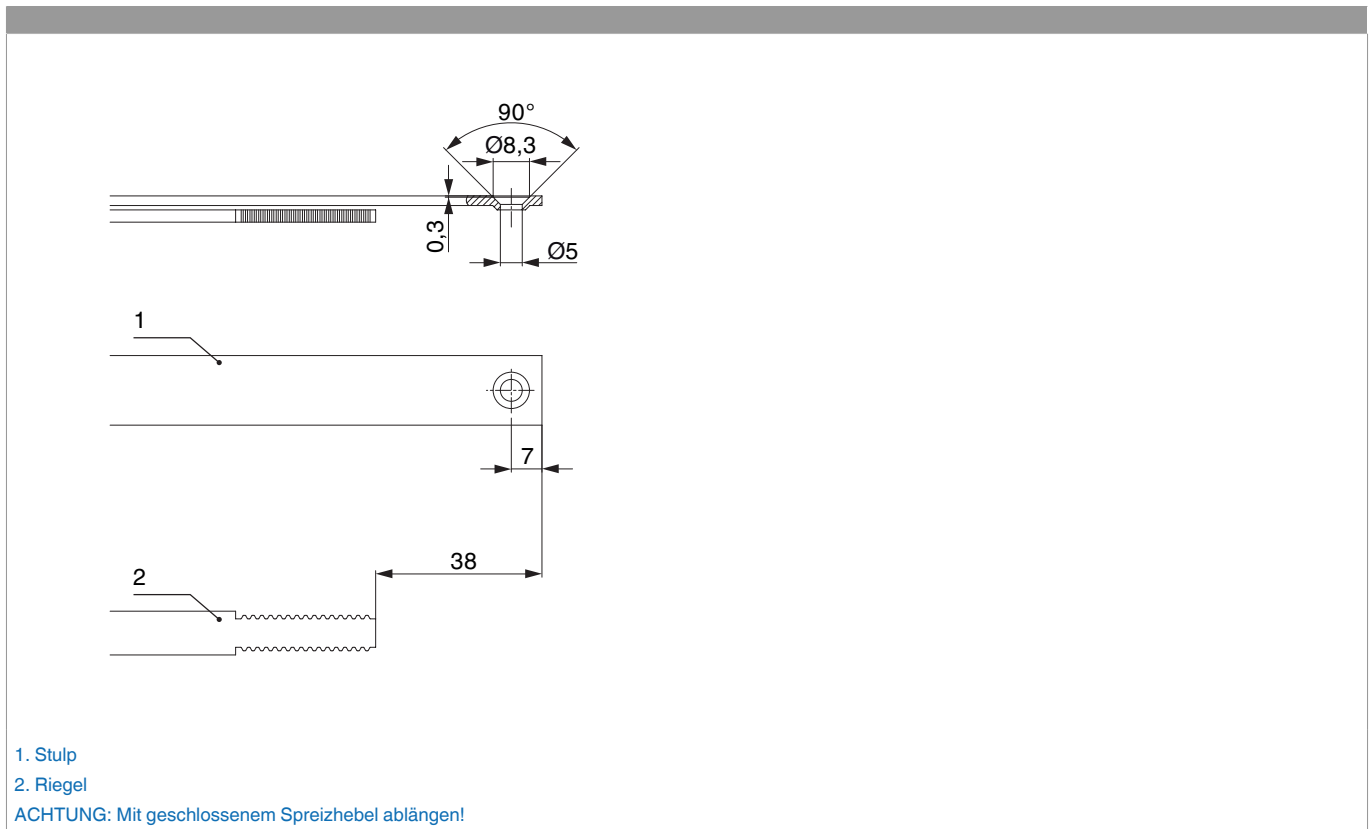 90°
Ø8,3
0,3
Ø5
1
7
38
2
1. Stulp
2. Riegel
ACHTUNG: Mit geschlossenem Spreizhebel ablängen!